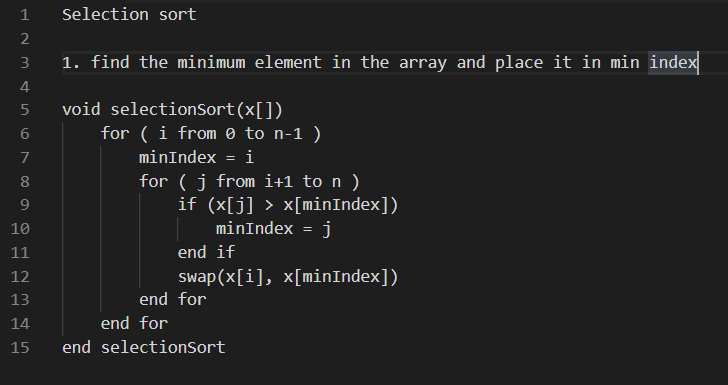 1 Selection sort
2
3 1. find the minimum element in the array and place it in min index
4
5 void selectionSort(x[])
6 for ( i from 0 to n-1 )
7 minIndex = i
8 for ( j from i+1 to n )
9 if (x[j] > x[minIndex])
10 minIndex = j
11 end if
12 swap(x[i], x[minIndex])
13 end for
14 end for
15 end selectionSort